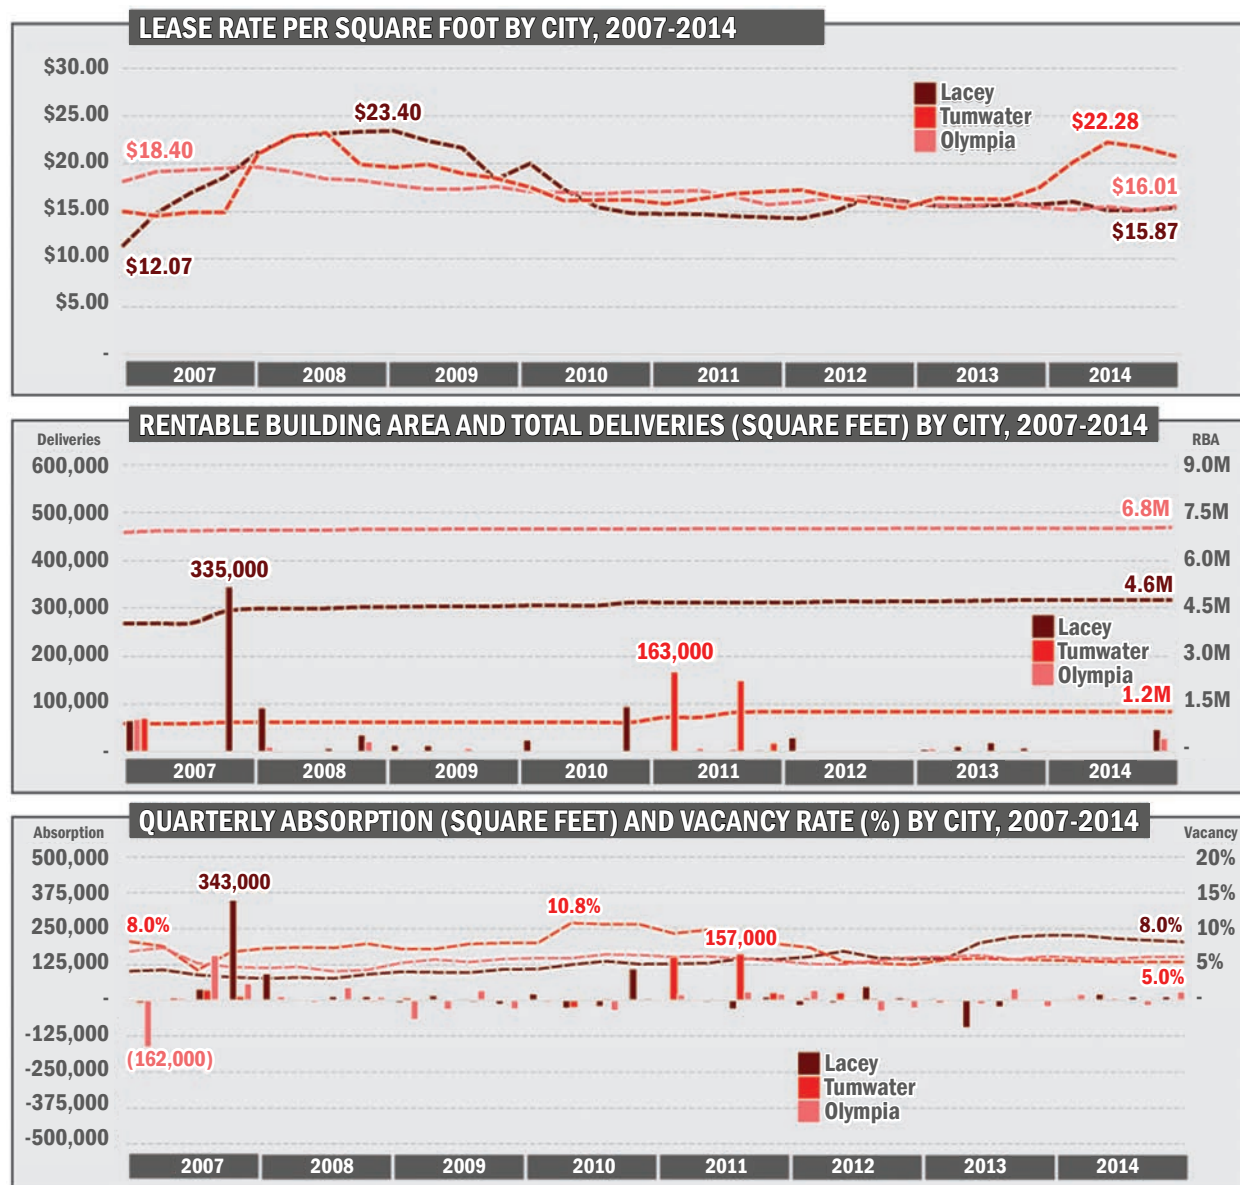 LEASE RATE PER SQUARE FOOT BY CITY, 2007-2014
$30.00
$25.00
$20.00
$15.00
$10.00
$5.00
-
$18.40
$12.07
$23.40
Lacey
Tumwater
Olympia
$22.28
$16.01
$15.87
2007 2008 2009 2010 2011 2012 2013 2014
RENTABLE BUILDING AREA AND TOTAL DELIVERIES (SQUARE FEET) BY CITY, 2007-2014
Deliveries
600,000
500,000
400,000
300,000
200,000
100,000
-
335,000
163,000
6.8M
4.6M
Lacey
Tumwater
Olympia
1.2M
RBA
9.0M
7.5M
6.0M
4.5M
3.0M
1.5M
-
2007 2008 2009 2010 2011 2012 2013 2014
QUARTERLY ABSORPTION (SQUARE FEET) AND VACANCY RATE (%) BY CITY, 2007-2014
Absorption
500,000
375,000
250,000
125,000
-
-125,000
-250,000
-375,000
-500,000
8.0%
343,000
(162,000)
10.8%
157,000
8.0%
5.0%
Lacey
Tumwater
Olympia
Vacancy
20%
15%
10%
5%
-
2007 2008 2009 2010 2011 2012 2013 2014